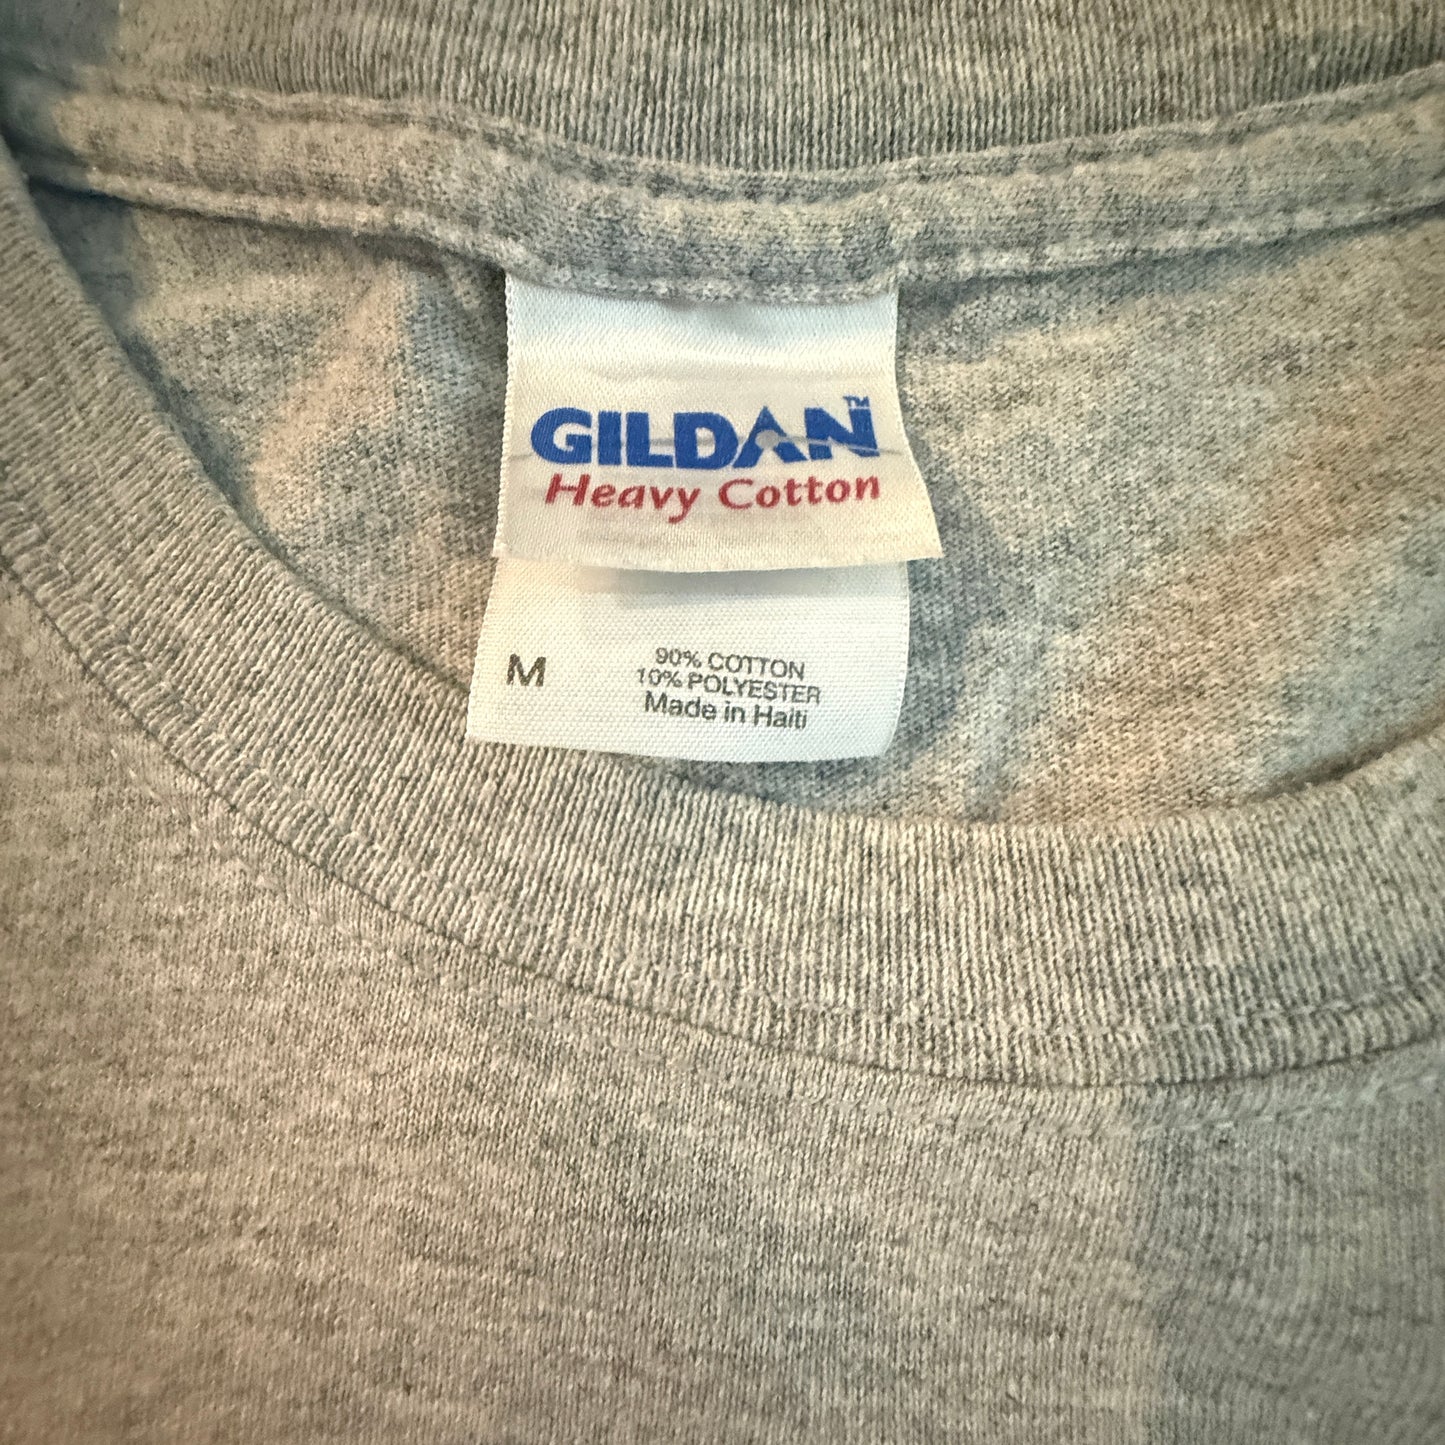 GILDAN™
Heavy Cotton
M
90% COTTON
10% POLYESTER
Made in Haiti